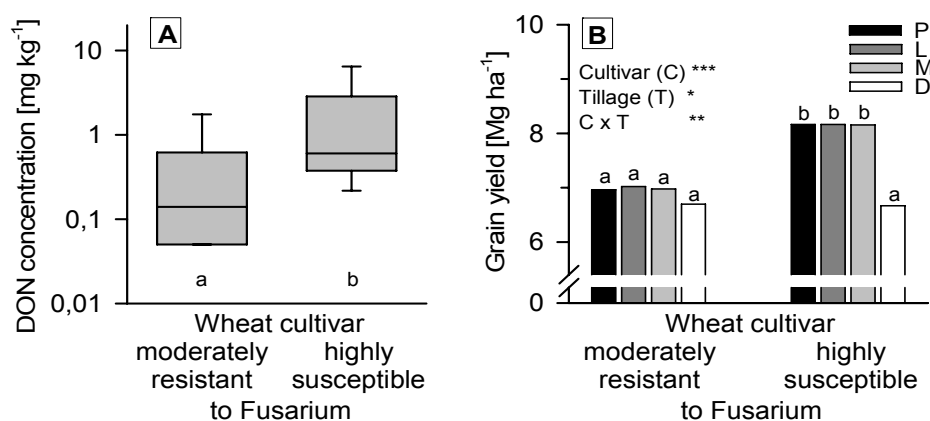 A
DON concentration [mg kg⁻¹]
10
1
0,1
0,01
a
b
Wheat cultivar
moderately resistant
highly susceptible
to Fusarium
B
Grain yield [Mg ha⁻¹]
10
8
6
0
Cultivar (C) ***
Tillage (T) *
C x T **
P
L
M
D
a a a a
b b b a
Wheat cultivar
moderately resistant
highly susceptible
to Fusarium